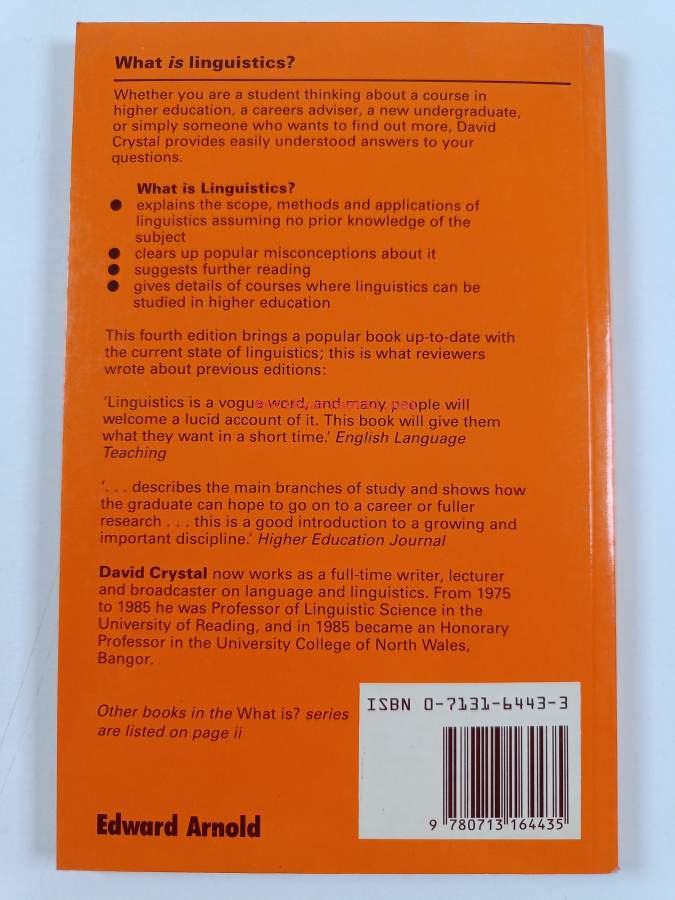 What is linguistics?
Whether you are a student thinking about a course in
higher education, a careers adviser, a new undergraduate,
or simply someone who wants to find out more, David
Crystal provides easily understood answers to your
questions.
What is Linguistics?
● explains the scope, methods and applications of
linguistics assuming no prior knowledge of the
subject
● clears up popular misconceptions about it
● suggests further reading
● gives details of courses where linguistics can be
studied in higher education
This fourth edition brings a popular book up-to-date with
the current state of linguistics; this is what reviewers
wrote about previous editions:
'Linguistics is a vogue word, and many people will
welcome a lucid account of it. This book will give them
what they want in a short time.' English Language
Teaching
'. . . describes the main branches of study and shows how
the graduate can hope to go on to a career or fuller
research . . . this is a good introduction to a growing and
important discipline.' Higher Education Journal
David Crystal now works as a full-time writer, lecturer
and broadcaster on language and linguistics. From 1975
to 1985 he was Professor of Linguistic Science in the
University of Reading, and in 1985 became an Honorary
Professor in the University College of North Wales,
Bangor.
Other books in the What is? series
are listed on page ii
ISBN 0-7131-6443-3
9 780713 164435
Edward Arnold